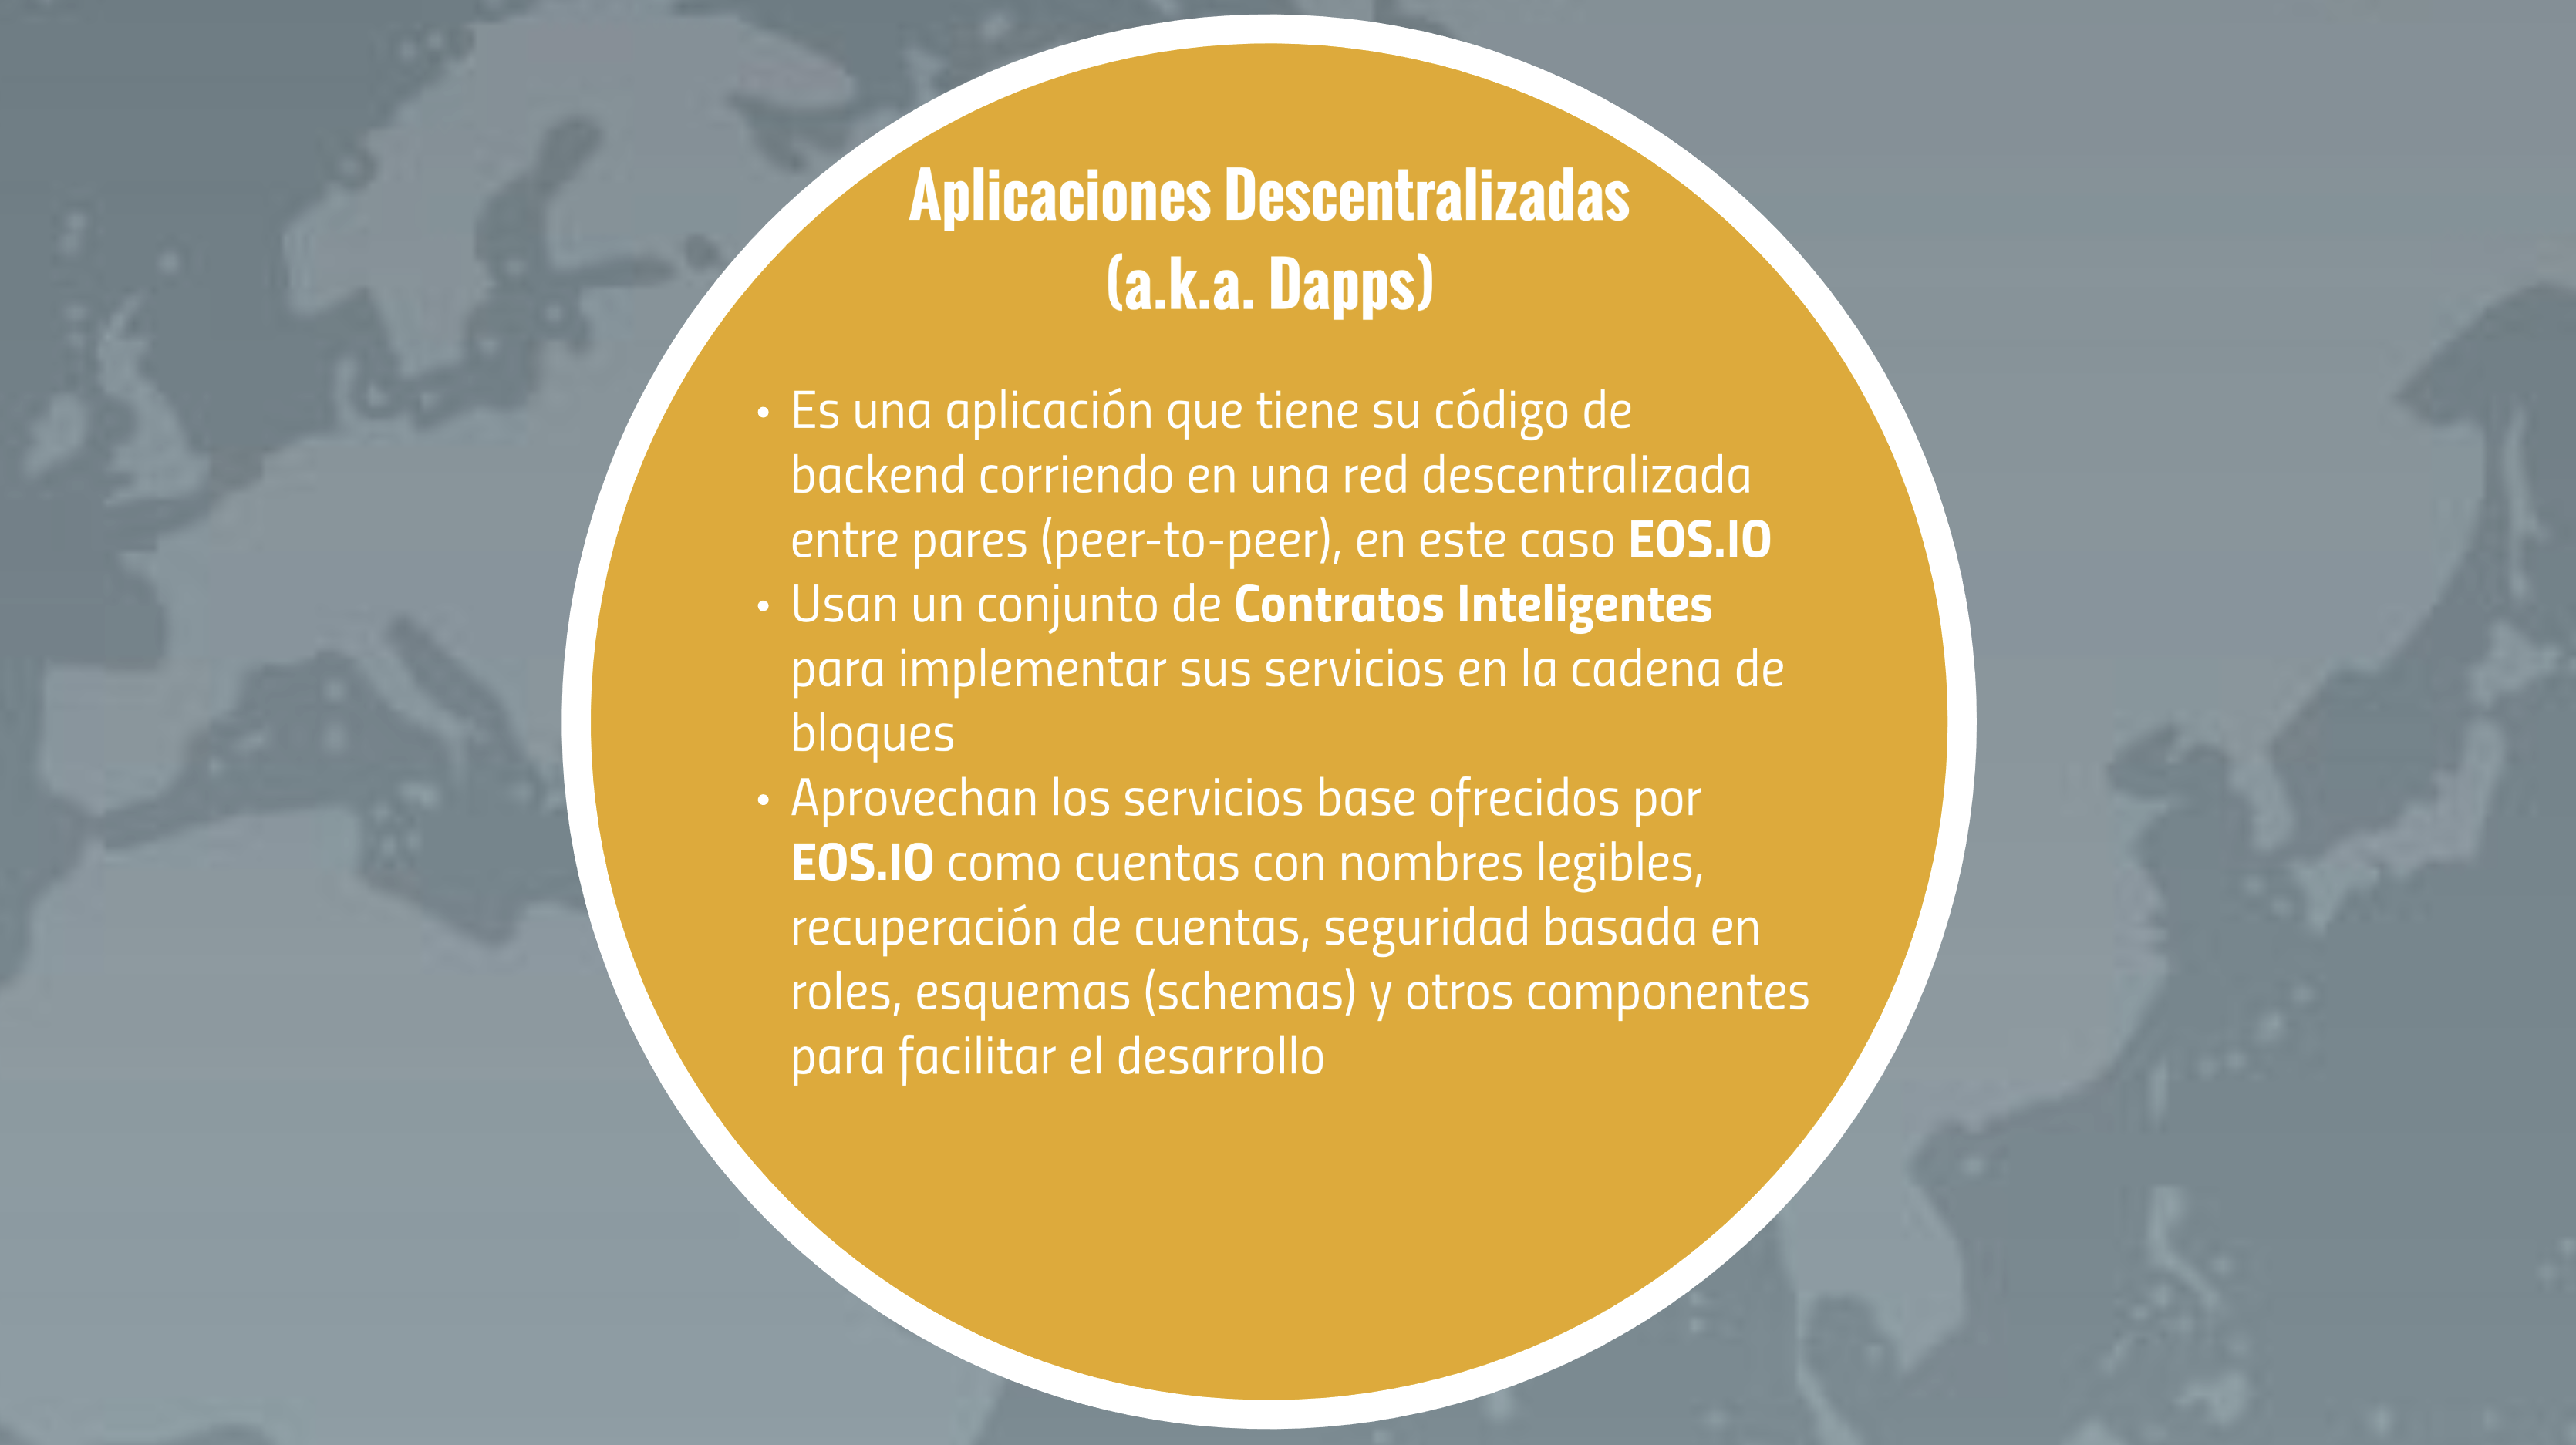 Aplicaciones Descentralizadas
(a.k.a. Dapps)
• Es una aplicación que tiene su código de
backend corriendo en una red descentralizada
entre pares (peer-to-peer), en este caso EOS.IO
• Usan un conjunto de Contratos Inteligentes
para implementar sus servicios en la cadena de
bloques
• Aprovechan los servicios base ofrecidos por
EOS.IO como cuentas con nombres legibles,
recuperación de cuentas, seguridad basada en
roles, esquemas (schemas) y otros componentes
para facilitar el desarrollo